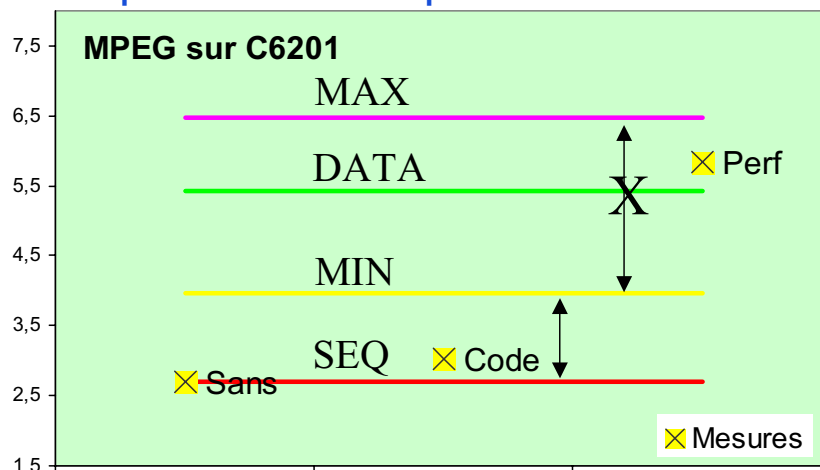 MPEG sur C6201
7,5
6,5
5,5
4,5
3,5
2,5
1,5
MAX
DATA
MIN
SEQ
X
Perf
Code
Sans
Mesures